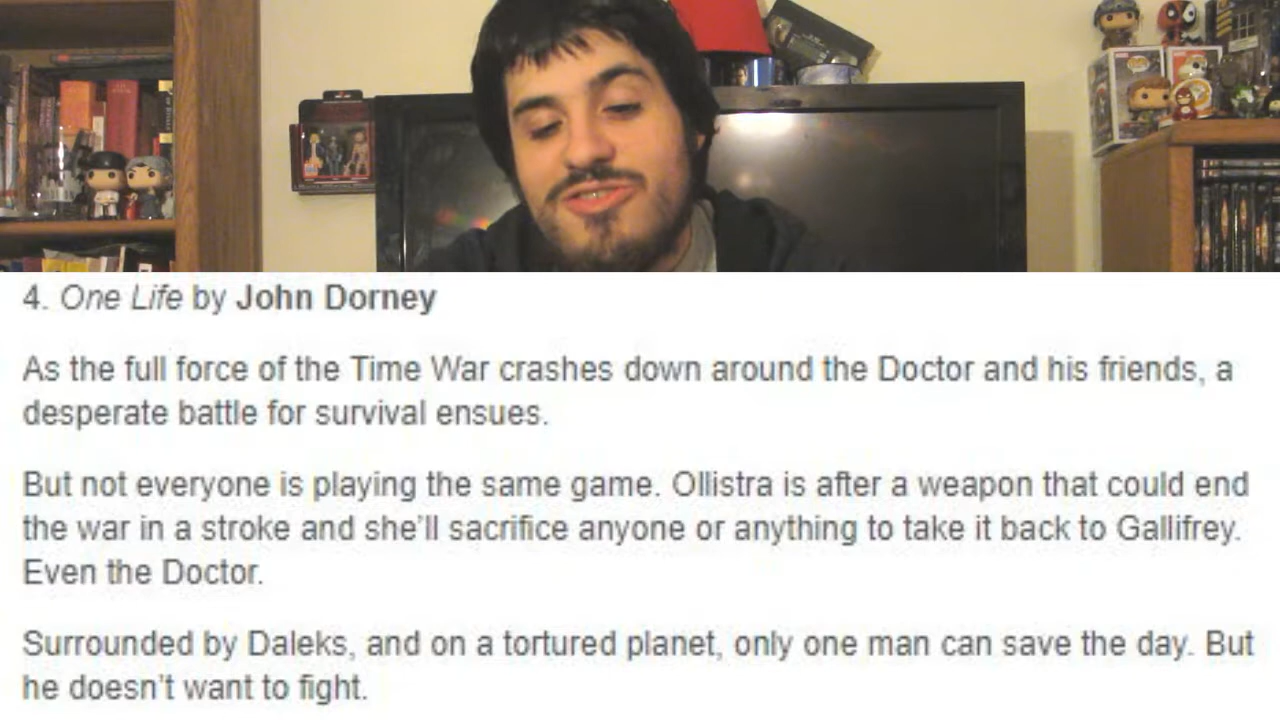 4. One Life by John Dorney
As the full force of the Time War crashes down around the Doctor and his friends, a
desperate battle for survival ensues.
But not everyone is playing the same game. Ollistra is after a weapon that could end
the war in a stroke and she'll sacrifice anyone or anything to take it back to Gallifrey.
Even the Doctor.
Surrounded by Daleks, and on a tortured planet, only one man can save the day. But
he doesn't want to fight.